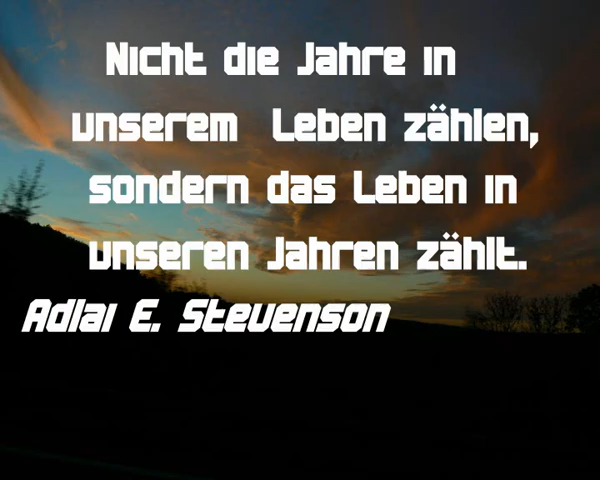 Nicht die Jahre in
unserem Leben zählen,
sondern das Leben in
unseren Jahren zählt.
Adlai E. Stevenson